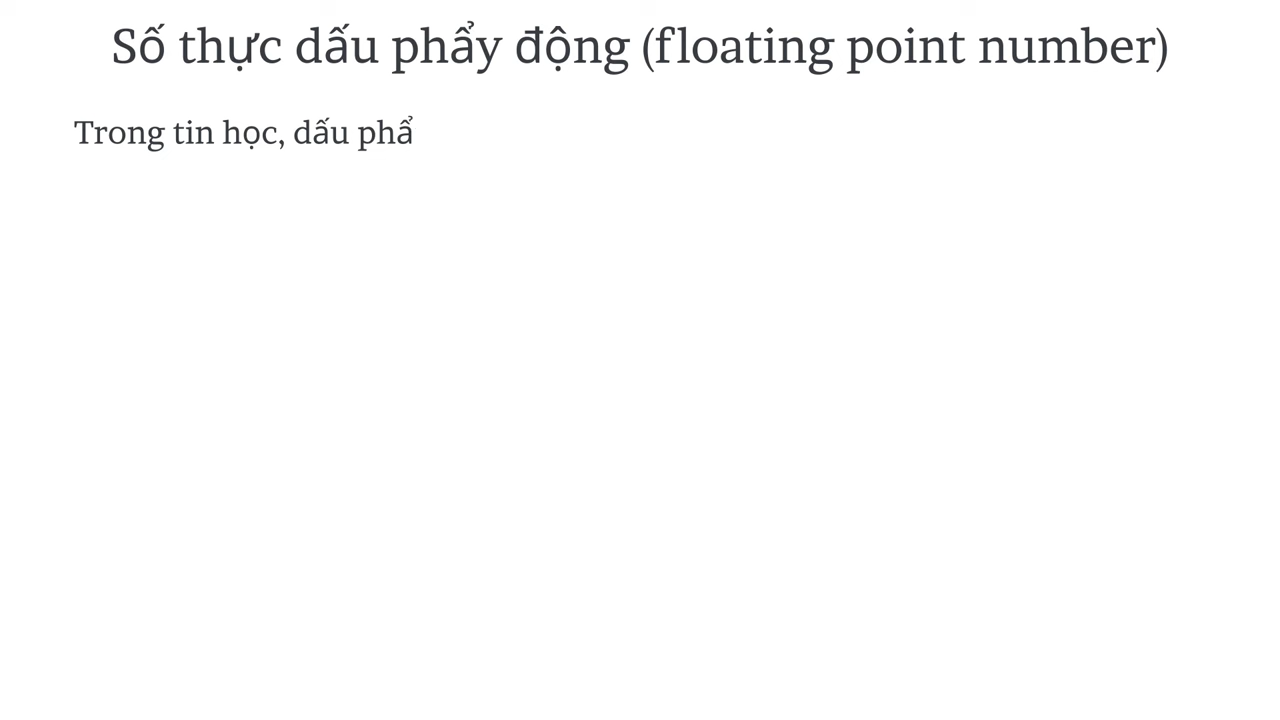 Số thực dấu phẩy động (floating point number)
Trong tin học, dấu phẩ